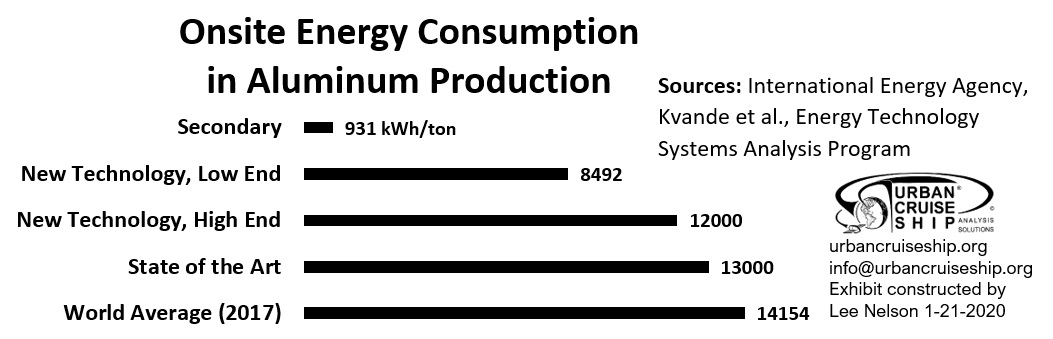 Onsite Energy Consumption
in Aluminum Production
Sources: International Energy Agency,
Kvande et al., Energy Technology
Systems Analysis Program
Secondary 931 kWh/ton
New Technology, Low End 8492
New Technology, High End 12000
State of the Art 13000
World Average (2017) 14154
URBAN®
CRUISE
SHIP ANALYSIS
SOLUTIONS
©
urbancruiseship.org
info@urbancruiseship.org
Exhibit constructed by
Lee Nelson 1-21-2020